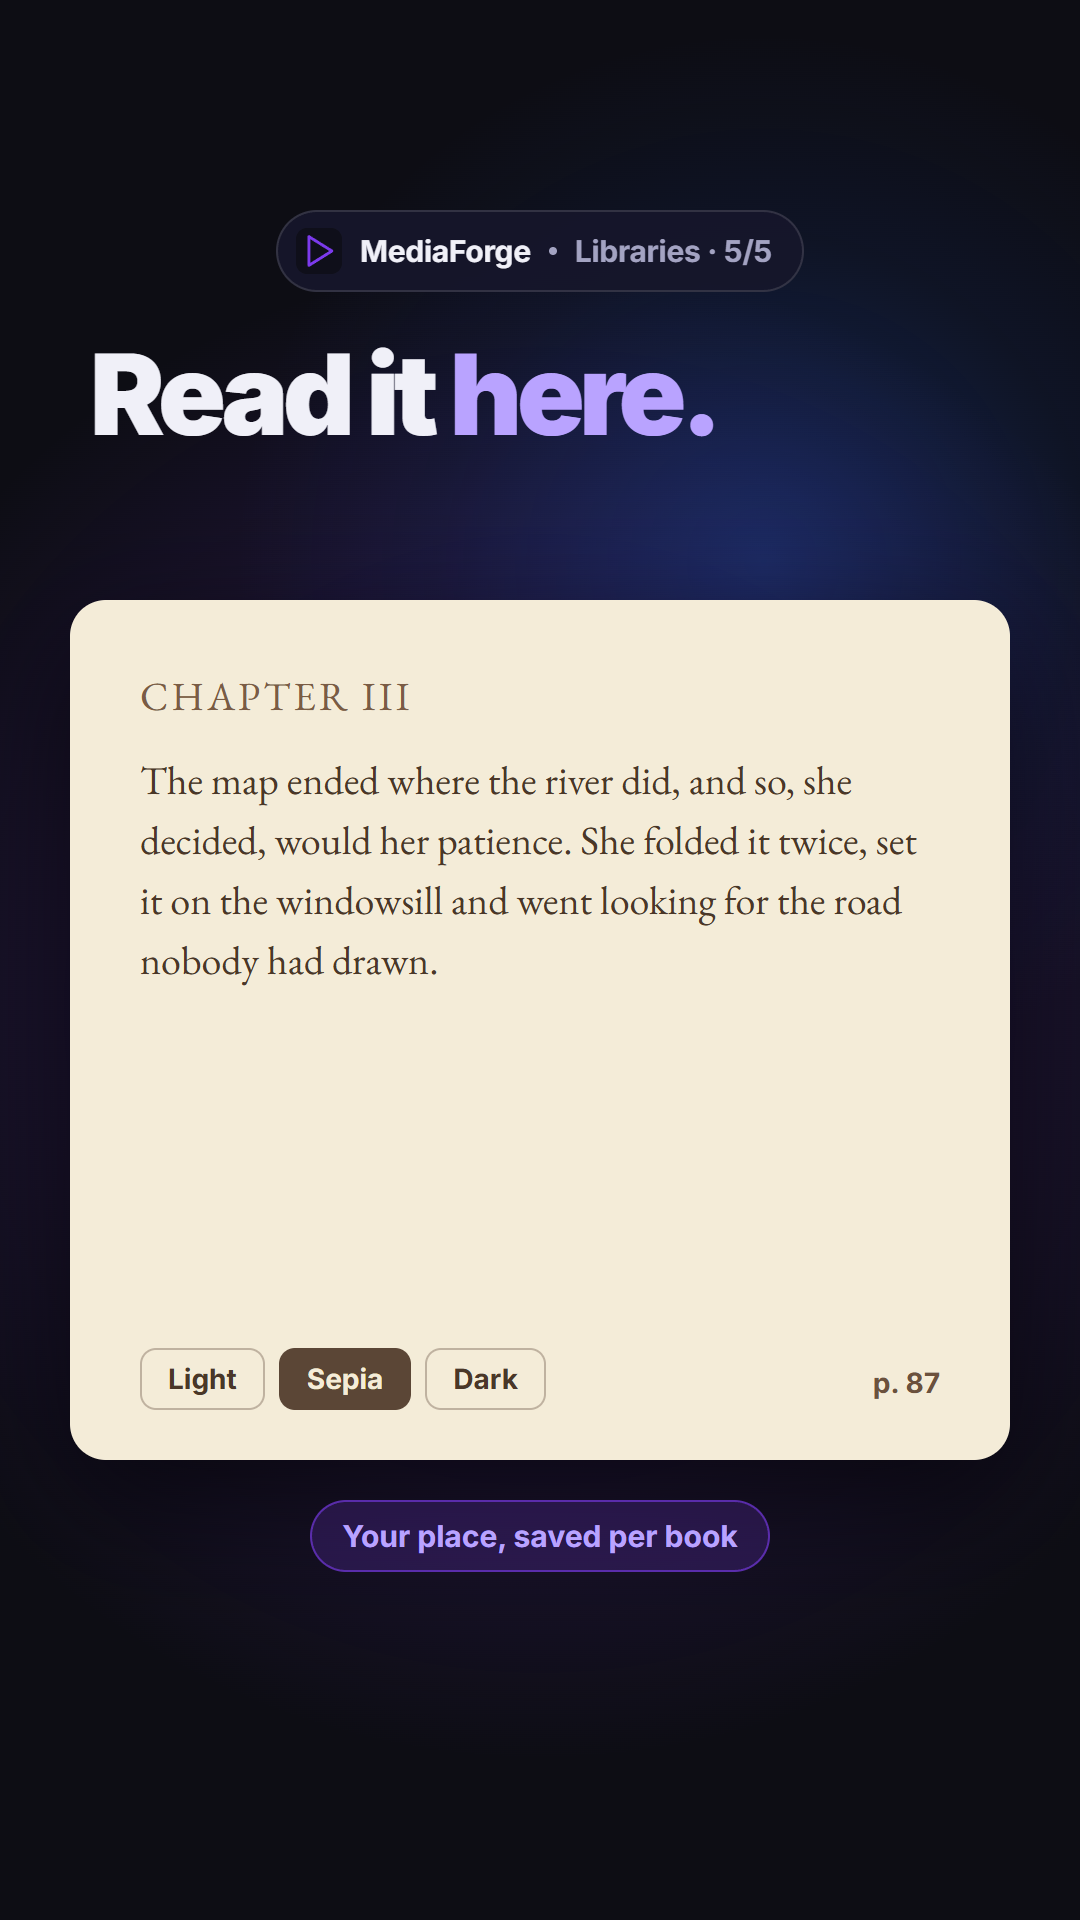 MediaForge • Libraries · 5/5
Read it here.
CHAPTER III
The map ended where the river did, and so, she
decided, would her patience. She folded it twice, set
it on the windowsill and went looking for the road
nobody had drawn.
Light Sepia Dark p. 87
Your place, saved per book